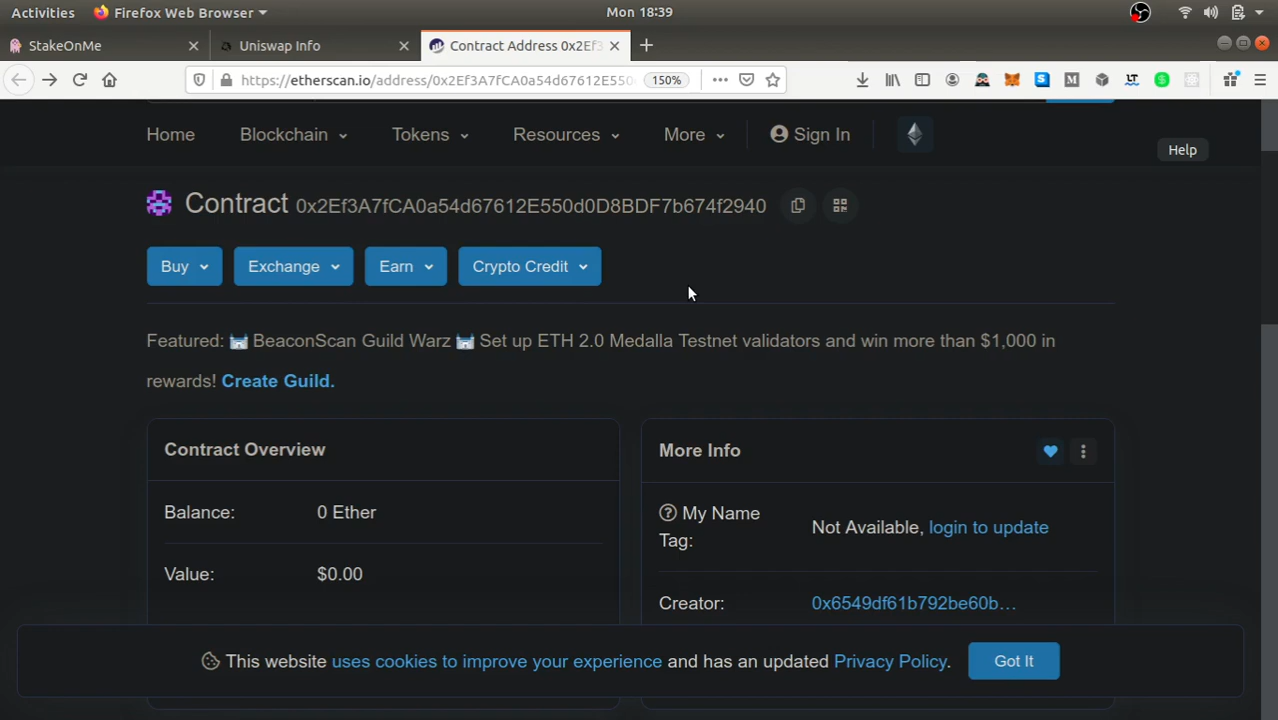 Activities
Firefox Web Browser
Mon 18:39
StakeOnMe
Uniswap Info
Contract Address 0x2Ef3
https://etherscan.io/address/0x2Ef3A7fCA0a54d67612E550
150%
Home
Blockchain
Tokens
Resources
More
Sign In
Help
Contract 0x2Ef3A7fCA0a54d67612E550d0D8BDF7b674f2940
Buy
Exchange
Earn
Crypto Credit
Featured: BeaconScan Guild Warz Set up ETH 2.0 Medalla Testnet validators and win more than $1,000 in
rewards! Create Guild.
Contract Overview
Balance: 0 Ether
Value: $0.00
More Info
My Name
Tag:
Not Available, login to update
Creator: 0x6549df61b792be60b...
This website uses cookies to improve your experience and has an updated Privacy Policy.
Got It